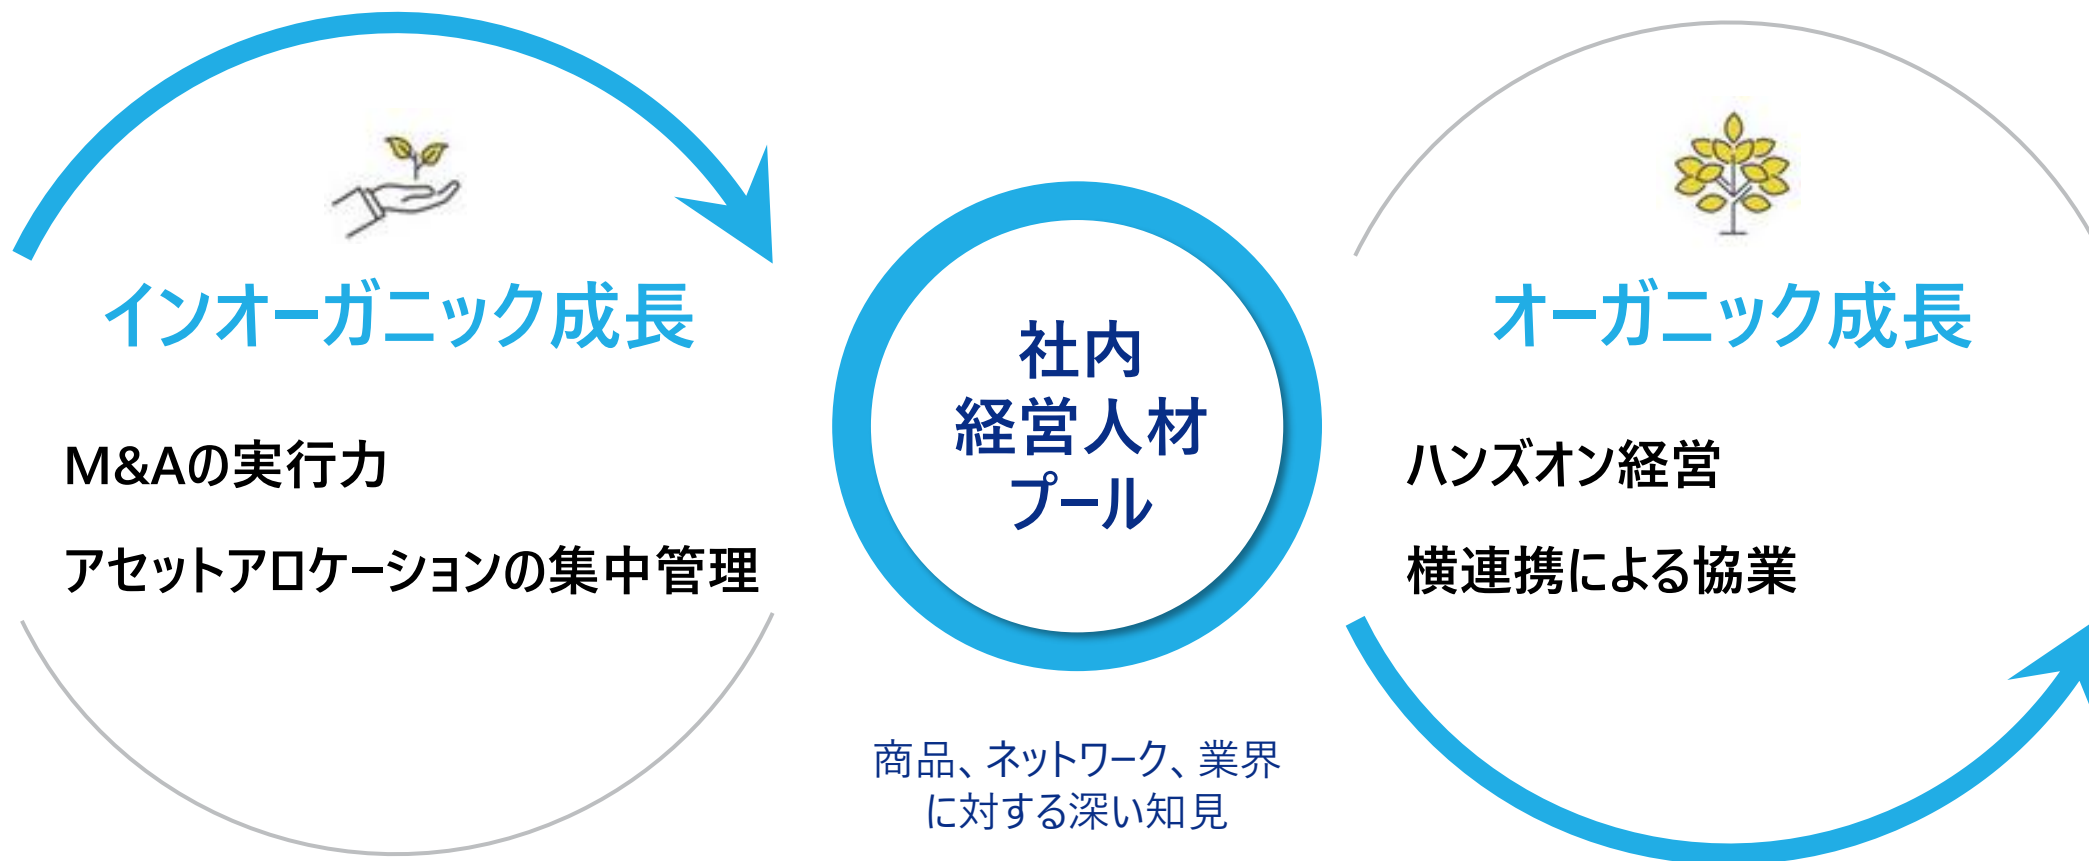 インオーガニック成長
M&Aの実行力
アセットアロケーションの集中管理
社内
経営人材
プール
商品、ネットワーク、業界
に対する深い知見
オーガニック成長
ハンズオン経営
横連携による協業